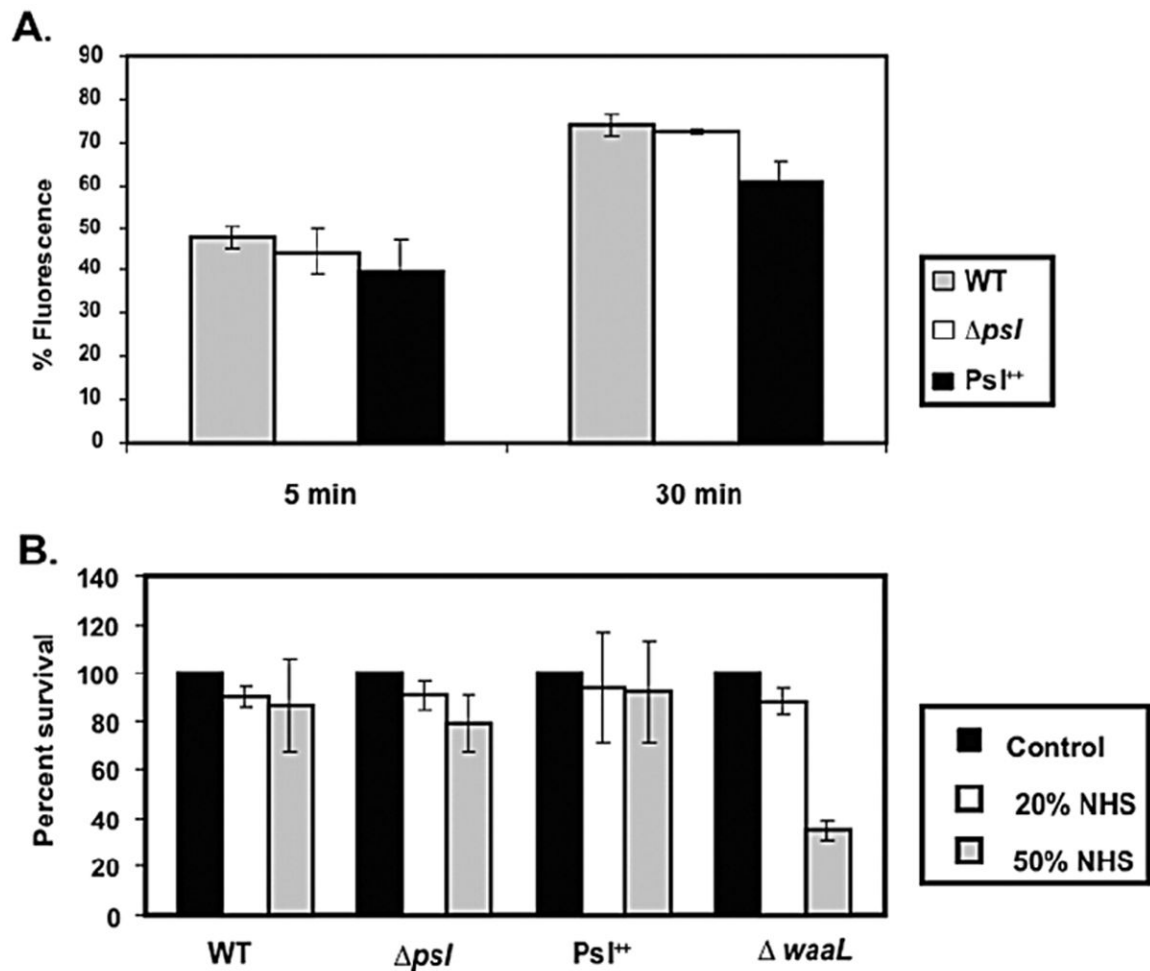 A.
% Fluorescence
90
80
70
60
50
40
30
20
10
0
5 min
30 min
WT
Δpsl
Psl++
B.
Percent survival
140
120
100
80
60
40
20
0
WT
Δpsl
Psl++
Δ waaL
Control
20% NHS
50% NHS